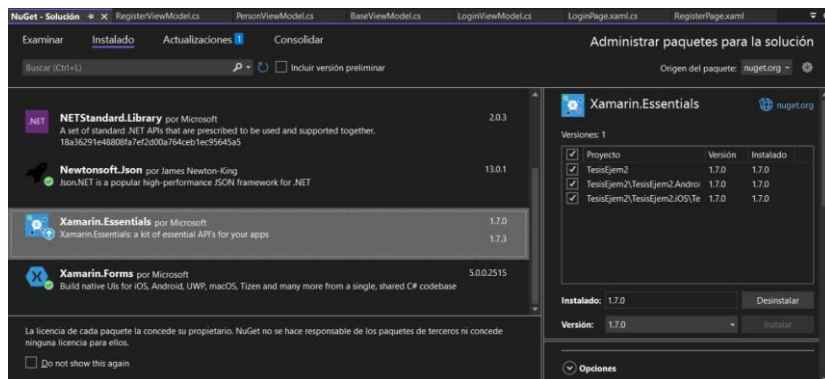 NuGet - Solución RegisterViewModel.cs PersonViewModel.cs BaseViewModel.cs LoginViewModel.cs LoginPage.xaml.cs RegisterPage.xaml
Examinar Instalado Actualizaciones 1 Consolidar
Administrar paquetes para la solución
Buscar (Ctrl+L) Incluir versión preliminar
Origen del paquete: nuget.org
.NET
NETStandard.Library por Microsoft 2.0.3
A set of standard .NET APIs that are prescribed to be used and supported together.
18a36291e48808fa7ef2d00a764ceb1ec95645a5
Newtonsoft.Json por James Newton-King 13.0.1
Json.NET is a popular high-performance JSON framework for .NET
Xamarin.Essentials por Microsoft 1.7.0
Xamarin.Essentials: a kit of essential API's for your apps 1.7.3
Xamarin.Forms por Microsoft 5.0.0.2515
Build native UIs for iOS, Android, UWP, macOS, Tizen and many more from a single, shared C# codebase
La licencia de cada paquete la concede su propietario. NuGet no se hace responsable de los paquetes de terceros ni concede
ninguna licencia para ellos.
Do not show this again
Xamarin.Essentials nuget.org
Versiones: 1
Proyecto Versión Instalado
TesisEjem2 1.7.0 1.7.0
TesisEjem2\TesisEjem2.Androi 1.7.0 1.7.0
TesisEjem2\TesisEjem2.iOS\Te 1.7.0 1.7.0
Instalado: 1.7.0 Desinstalar
Versión: 1.7.0 Instalar
Opciones